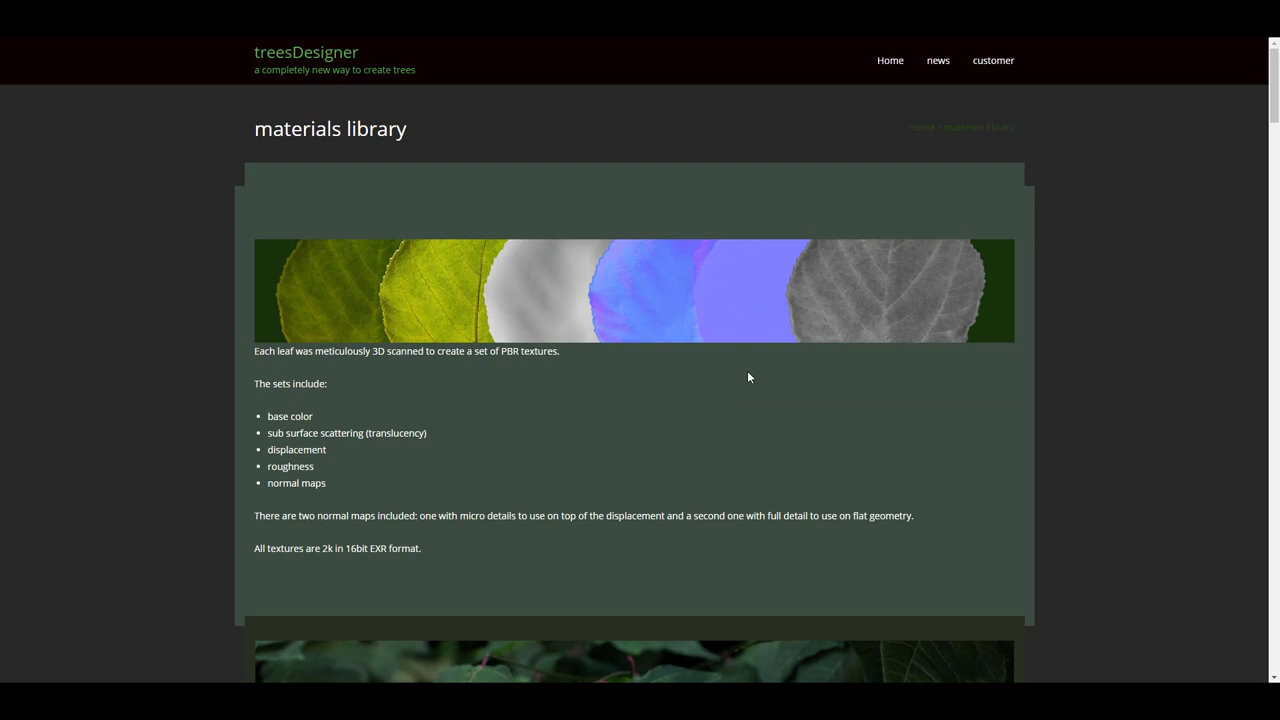 treesDesigner
a completely new way to create trees
Home news customer
materials library
Home / materials library
Each leaf was meticulously 3D scanned to create a set of PBR textures.
The sets include:
• base color
• sub surface scattering (translucency)
• displacement
• roughness
• normal maps
There are two normal maps included: one with micro details to use on top of the displacement and a second one with full detail to use on flat geometry.
All textures are 2k in 16bit EXR format.